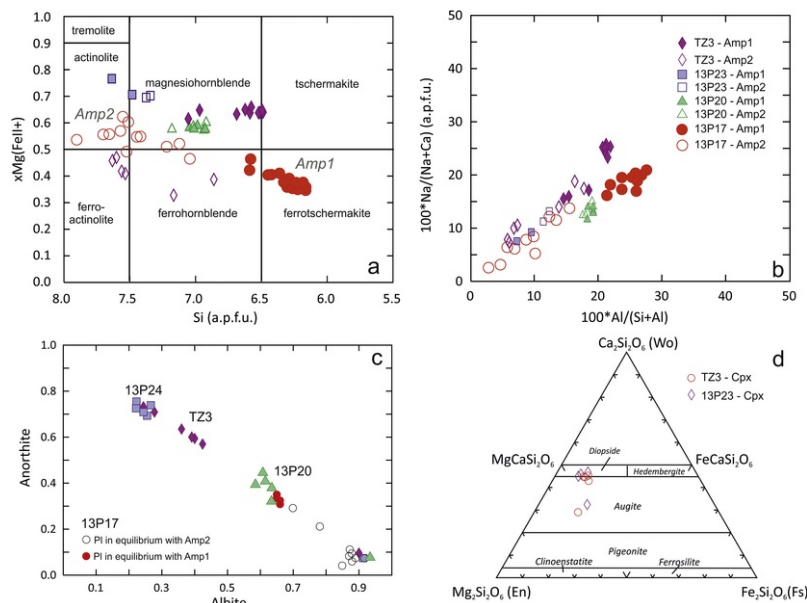 1.0
0.9
0.8
0.7
0.6
0.5
0.4
0.3
0.2
0.1
0.0
xMg(FeII+)
tremolite
actinolite
magnesiohornblende
tschermakite
Amp2
Amp1
ferro-
actinolite
ferrohornblende
ferrotschermakite
a
8.0
7.5
7.0
6.5
6.0
5.5
Si (a.p.f.u.)
50
40
30
20
10
0
100*Na/(Na+Ca) (a.p.f.u.)
TZ3 - Amp1
TZ3 - Amp2
13P23 - Amp1
13P23 - Amp2
13P20 - Amp1
13P20 - Amp2
13P17 - Amp1
13P17 - Amp2
b
0
10
20
30
40
50
100*Al/(Si+Al)
c
1.0
0.8
0.6
0.4
0.2
0.0
Anorthite
13P24
TZ3
13P20
13P17
Pl in equilibrium with Amp2
Pl in equilibrium with Amp1
0.1
0.3
0.5
0.7
0.9
Albite
d
Ca₂Si₂O₆ (Wo)
TZ3 - Cpx
13P23 - Cpx
MgCaSi₂O₆
FeCaSi₂O₆
Diopside
Hedembergite
Augite
Pigeonite
Clinoenstatite
Ferrosilite
Mg₂Si₂O₆ (En)
Fe₂Si₂O₆(Fs)